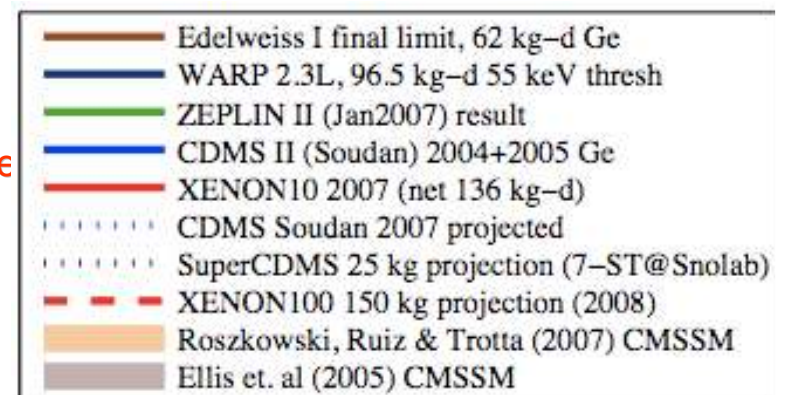 Edelweiss I final limit, 62 kg–d Ge
WARP 2.3L, 96.5 kg–d 55 keV thresh
ZEPLIN II (Jan2007) result
CDMS II (Soudan) 2004+2005 Ge
e
XENON10 2007 (net 136 kg–d)
CDMS Soudan 2007 projected
SuperCDMS 25 kg projection (7–ST@Snolab)
XENON100 150 kg projection (2008)
Roszkowski, Ruiz & Trotta (2007) CMSSM
Ellis et. al (2005) CMSSM